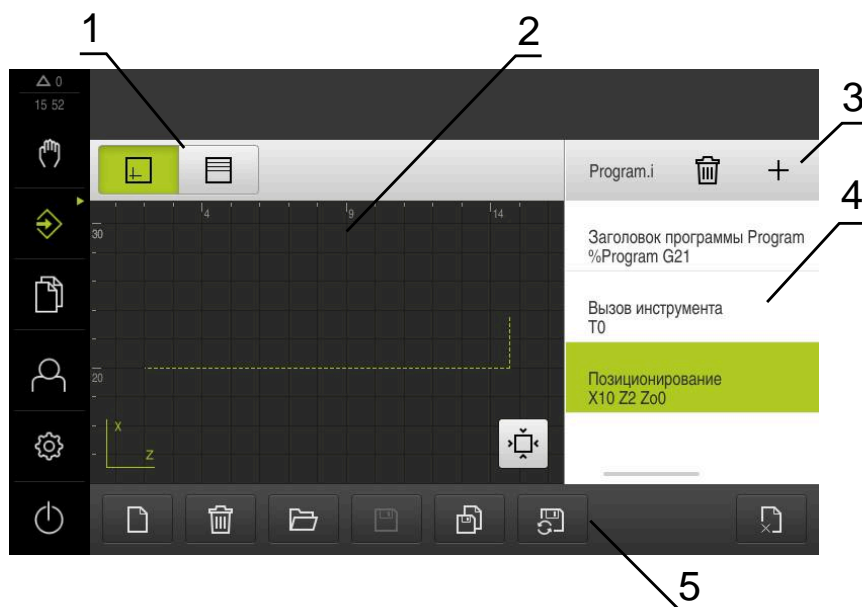 1
2
3
4
5
0
15 52
Program.i
4
9
14
30
20
X
Z
Заголовок программы Program
%Program G21
Вызов инструмента
T0
Позиционирование
X10 Z2 Zo0